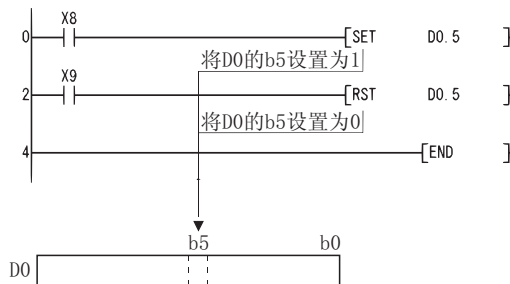 X8
0 [SET D0.5 ]
将D0的b5设置为1
X9
2 [RST D0.5 ]
将D0的b5设置为0
4 [END ]
b5 b0
D0